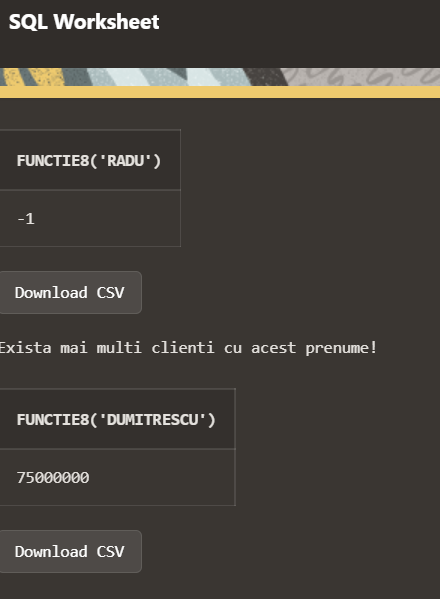 SQL Worksheet
FUNCTIE8('RADU')
-1
Download CSV
Exista mai multi clienti cu acest prenume!
FUNCTIE8('DUMITRESCU')
75000000
Download CSV